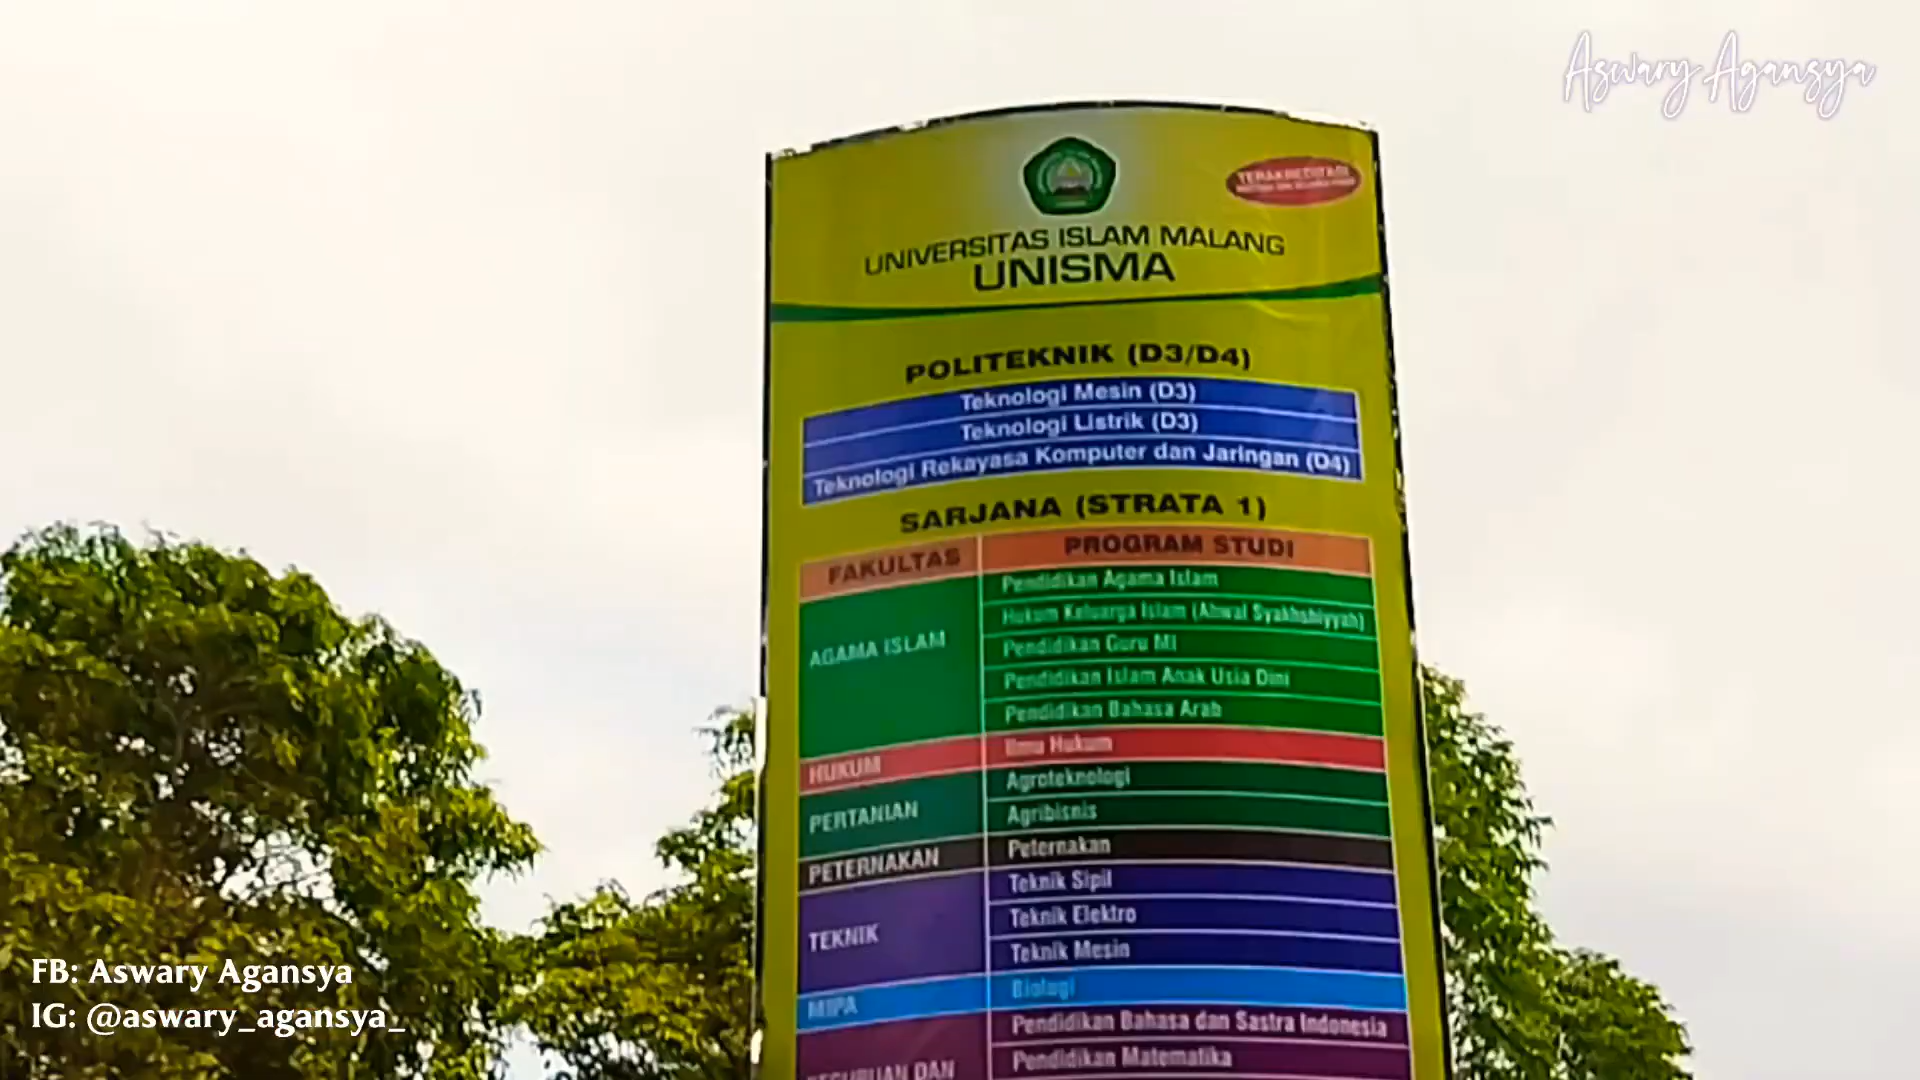 Aswary Agansya
TERAKREDITASI
UNIVERSITAS ISLAM MALANG
UNISMA
POLITEKNIK (D3/D4)
Teknologi Mesin (D3)
Teknologi Listrik (D3)
Teknologi Rekayasa Komputer dan Jaringan (D4)
SARJANA (STRATA 1)
FAKULTAS PROGRAM STUDI
AGAMA ISLAM
Pendidikan Agama Islam
Hukum Keluarga Islam (Ahwal Syakhshiyyah)
Pendidikan Guru MI
Pendidikan Islam Anak Usia Dini
Pendidikan Bahasa Arab
HUKUM Ilmu Hukum
PERTANIAN
Agroteknologi
Agribisnis
PETERNAKAN Peternakan
TEKNIK
Teknik Sipil
Teknik Elektro
Teknik Mesin
MIPA Biologi
Pendidikan Bahasa dan Sastra Indonesia
Pendidikan Matematika
KEGURUAN DAN
FB: Aswary Agansya
IG: @aswary_agansya_